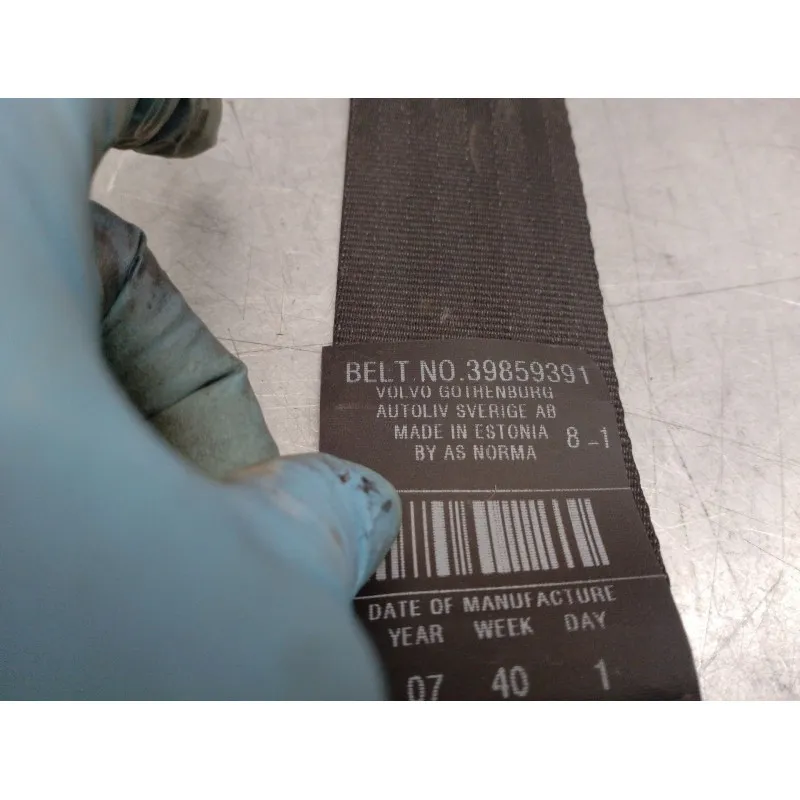 BELT.NO.39859391
VOLVO GOTHENBURG
AUTOLIV SVERIGE AB
MADE IN ESTONIA 8-1
BY AS NORMA
DATE OF MANUFACTURE
YEAR WEEK DAY
07 40 1